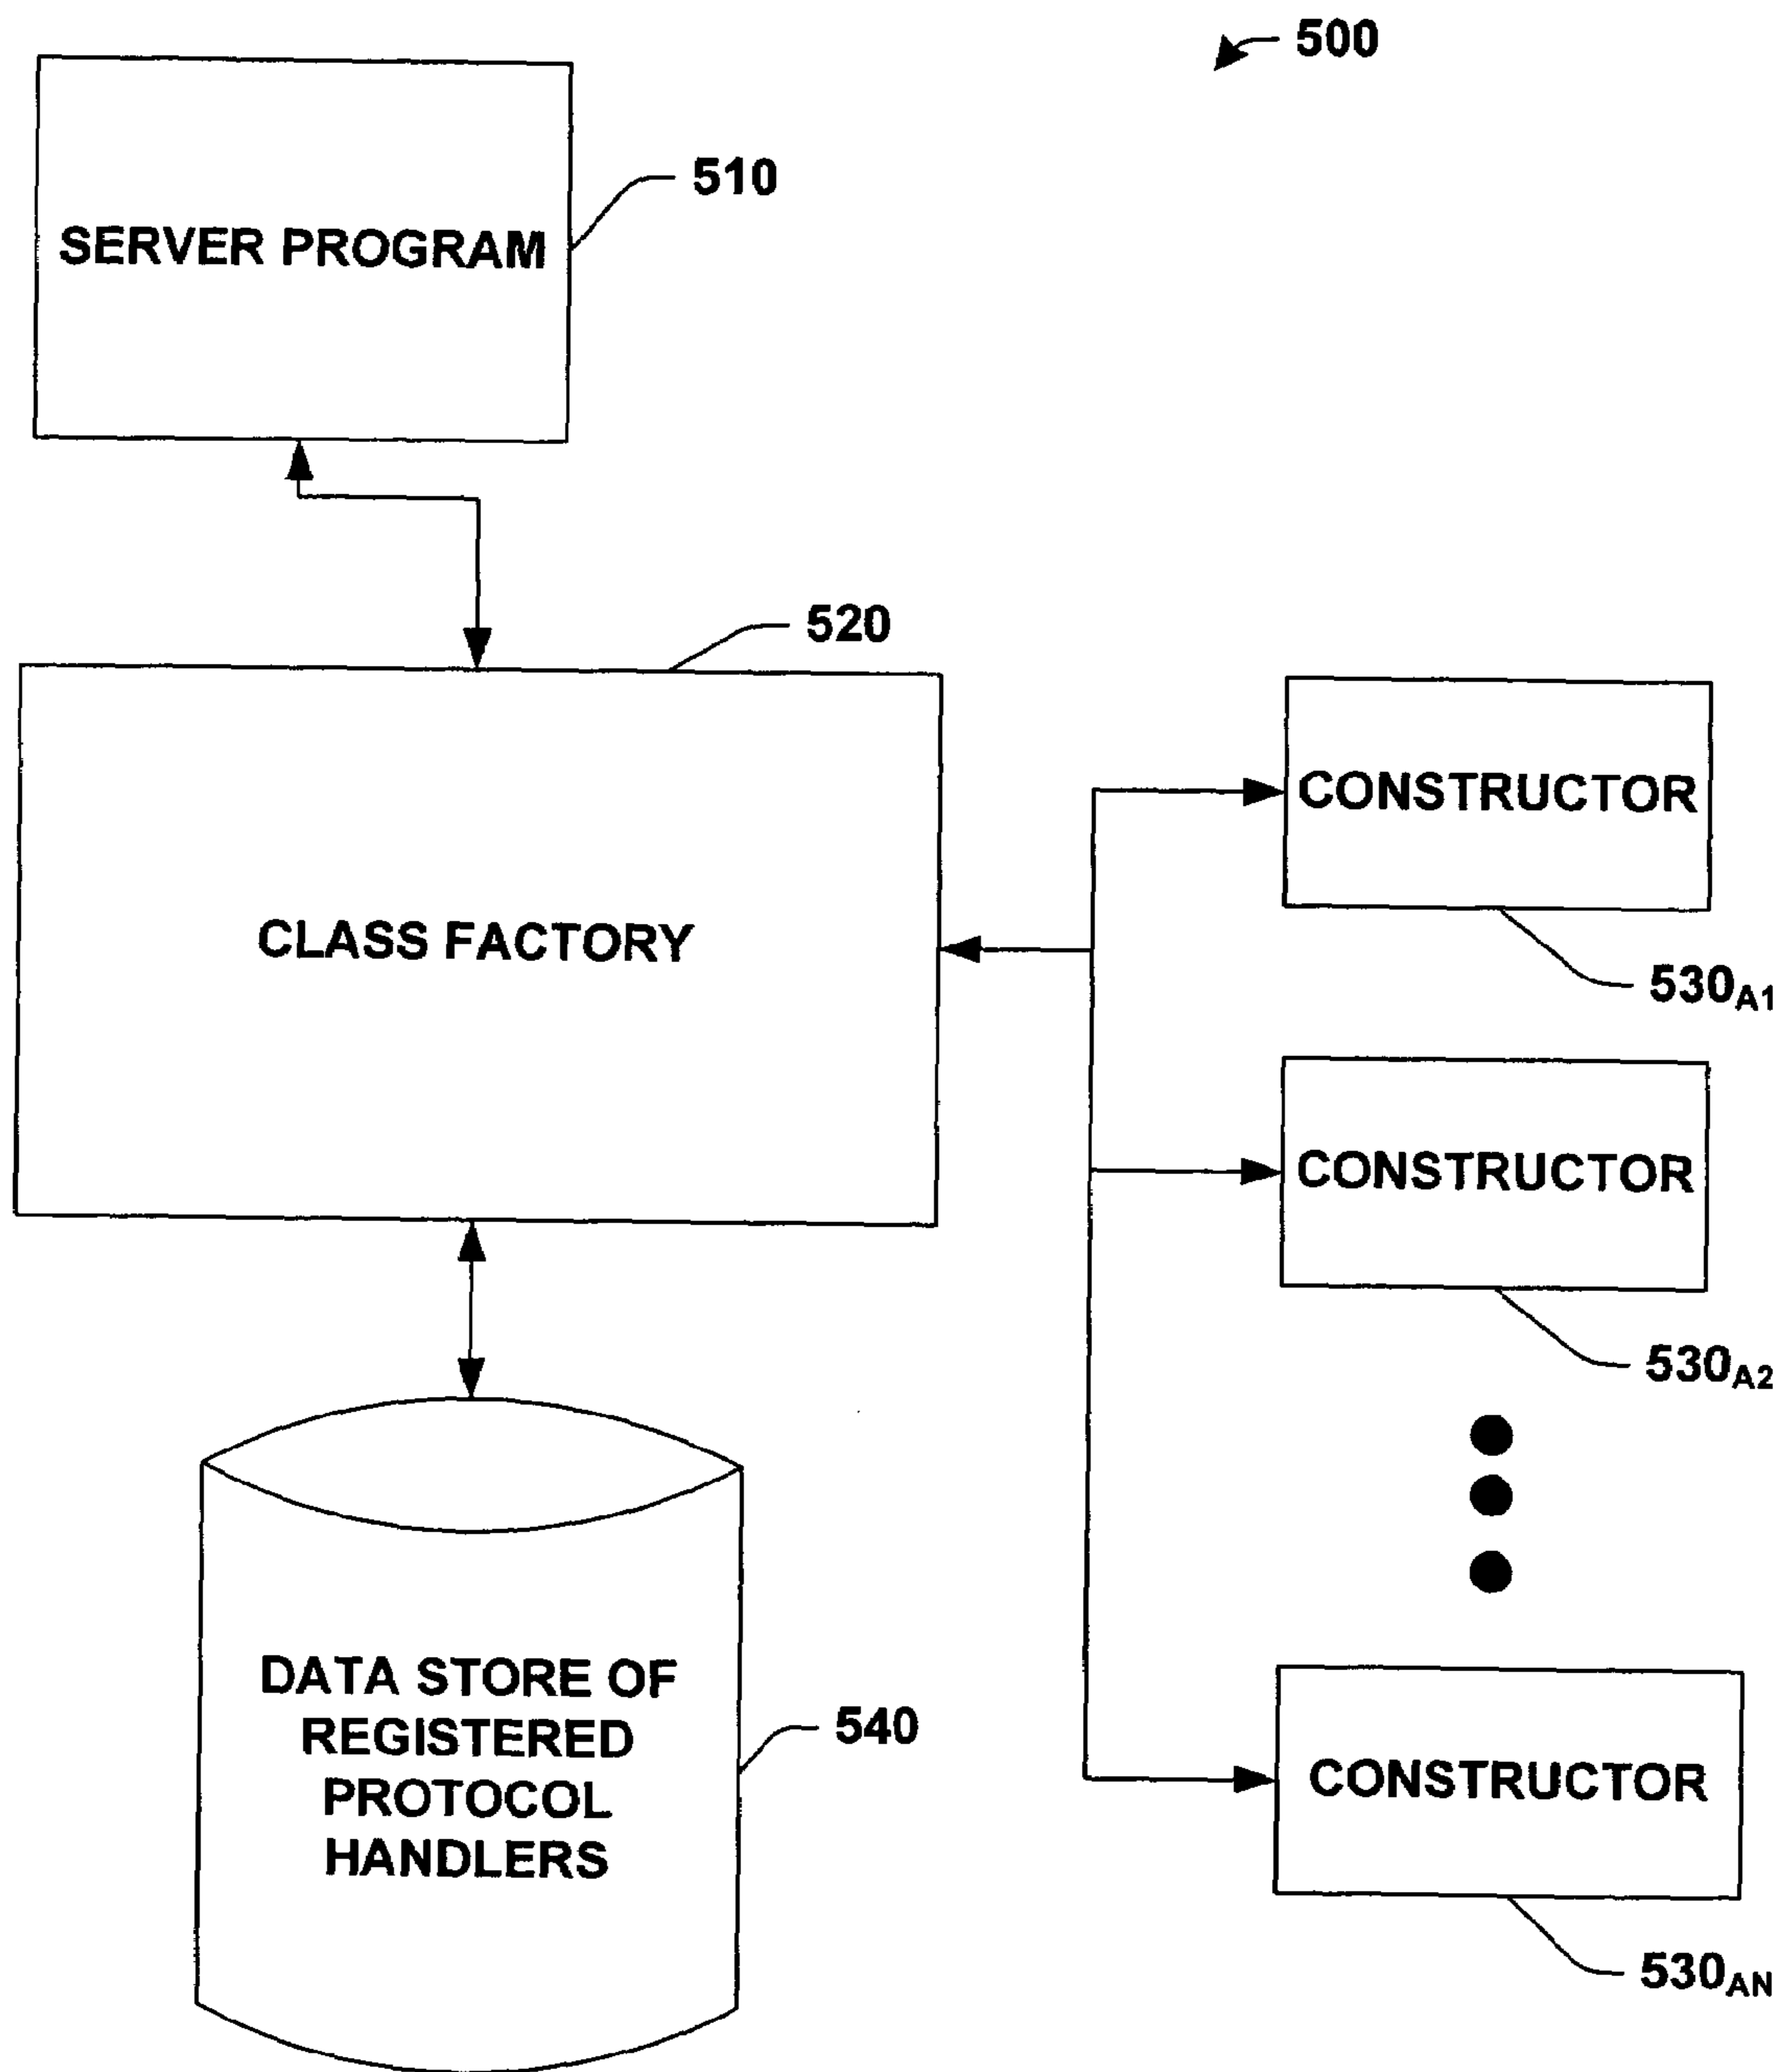 500
510
SERVER PROGRAM
520
CONSTRUCTOR
CLASS FACTORY
530A1
CONSTRUCTOR
530A2
DATA STORE OF
REGISTERED
PROTOCOL
HANDLERS
540
CONSTRUCTOR
530AN